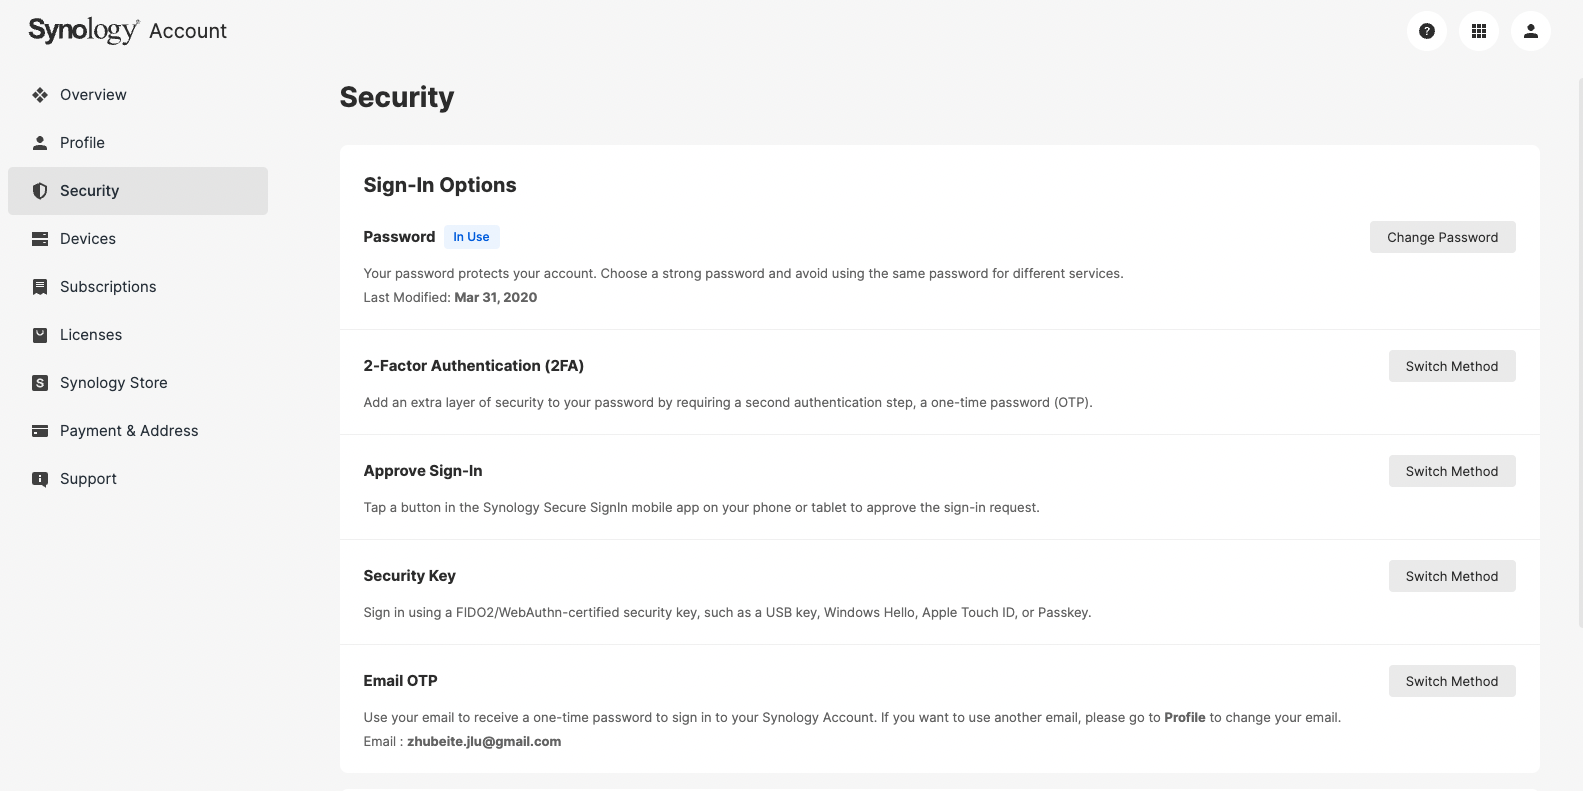 Synology Account
Overview
Profile
Security
Devices
Subscriptions
Licenses
Synology Store
Payment & Address
Support
Security
Sign-In Options
Password In Use
Change Password
Your password protects your account. Choose a strong password and avoid using the same password for different services.
Last Modified: Mar 31, 2020
2-Factor Authentication (2FA)
Switch Method
Add an extra layer of security to your password by requiring a second authentication step, a one-time password (OTP).
Approve Sign-In
Switch Method
Tap a button in the Synology Secure SignIn mobile app on your phone or tablet to approve the sign-in request.
Security Key
Switch Method
Sign in using a FIDO2/WebAuthn-certified security key, such as a USB key, Windows Hello, Apple Touch ID, or Passkey.
Email OTP
Switch Method
Use your email to receive a one-time password to sign in to your Synology Account. If you want to use another email, please go to Profile to change your email.
Email : zhubeite.jlu@gmail.com